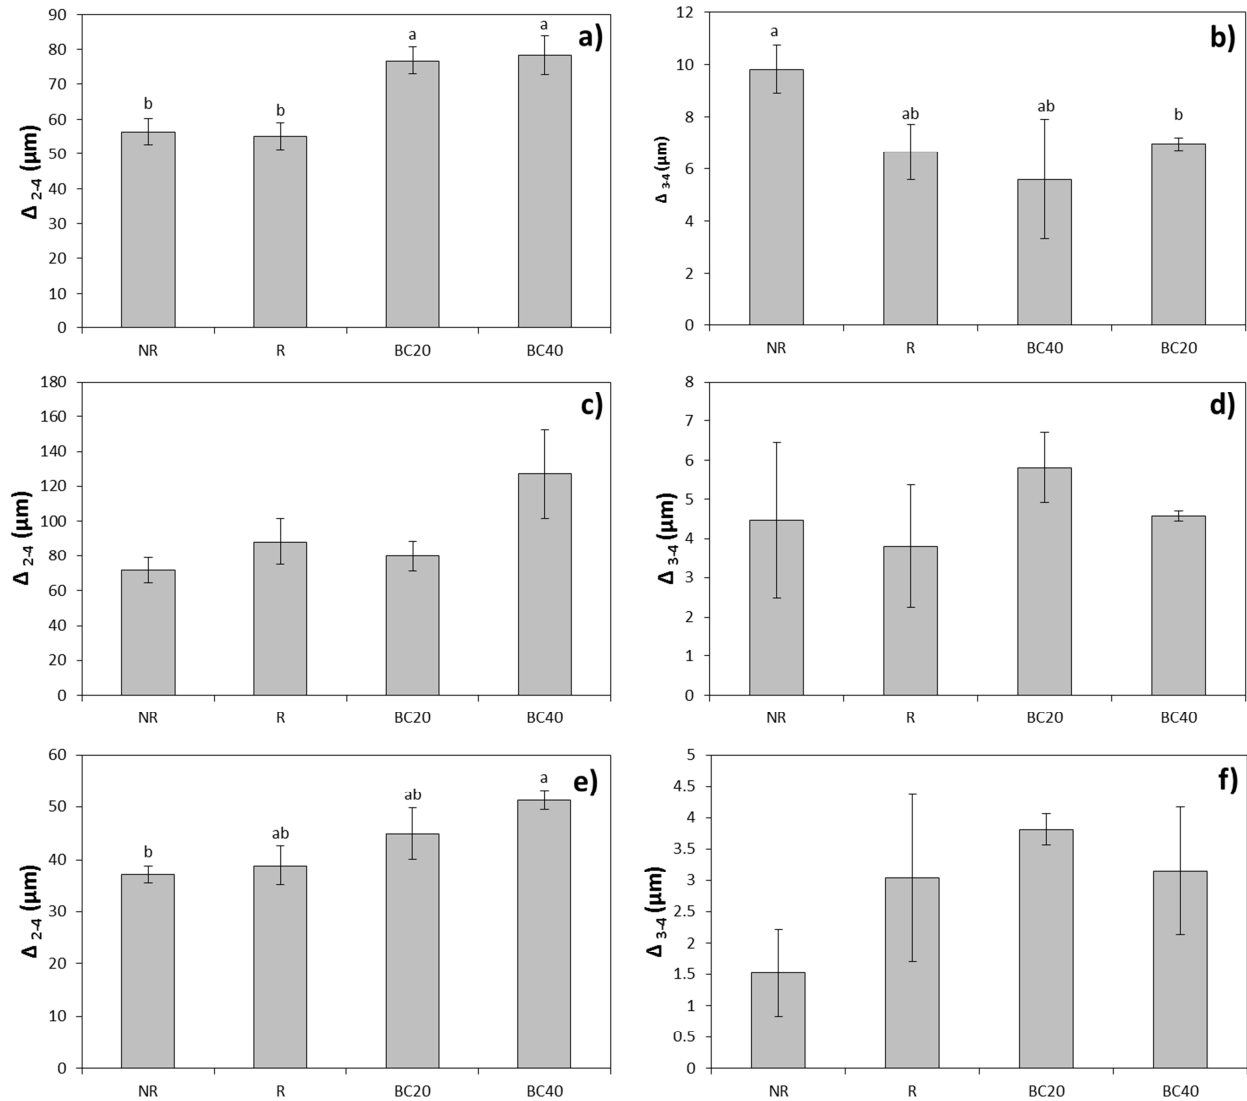 a)
Δ 2-4 (μm)
90
80
70
60
50
40
30
20
10
0
b
b
a
a
NR R BC20 BC40
b)
Δ 3-4 (μm)
12
10
8
6
4
2
0
a
ab
ab
b
NR R BC40 BC20
c)
Δ 2-4 (μm)
180
160
140
120
100
80
60
40
20
0
NR R BC20 BC40
d)
Δ 3-4 (μm)
8
7
6
5
4
3
2
1
0
NR R BC20 BC40
e)
Δ 2-4 (μm)
60
50
40
30
20
10
0
b
ab
ab
a
NR R BC20 BC40
f)
Δ 3-4 (μm)
5
4.5
4
3.5
3
2.5
2
1.5
1
0.5
0
NR R BC20 BC40